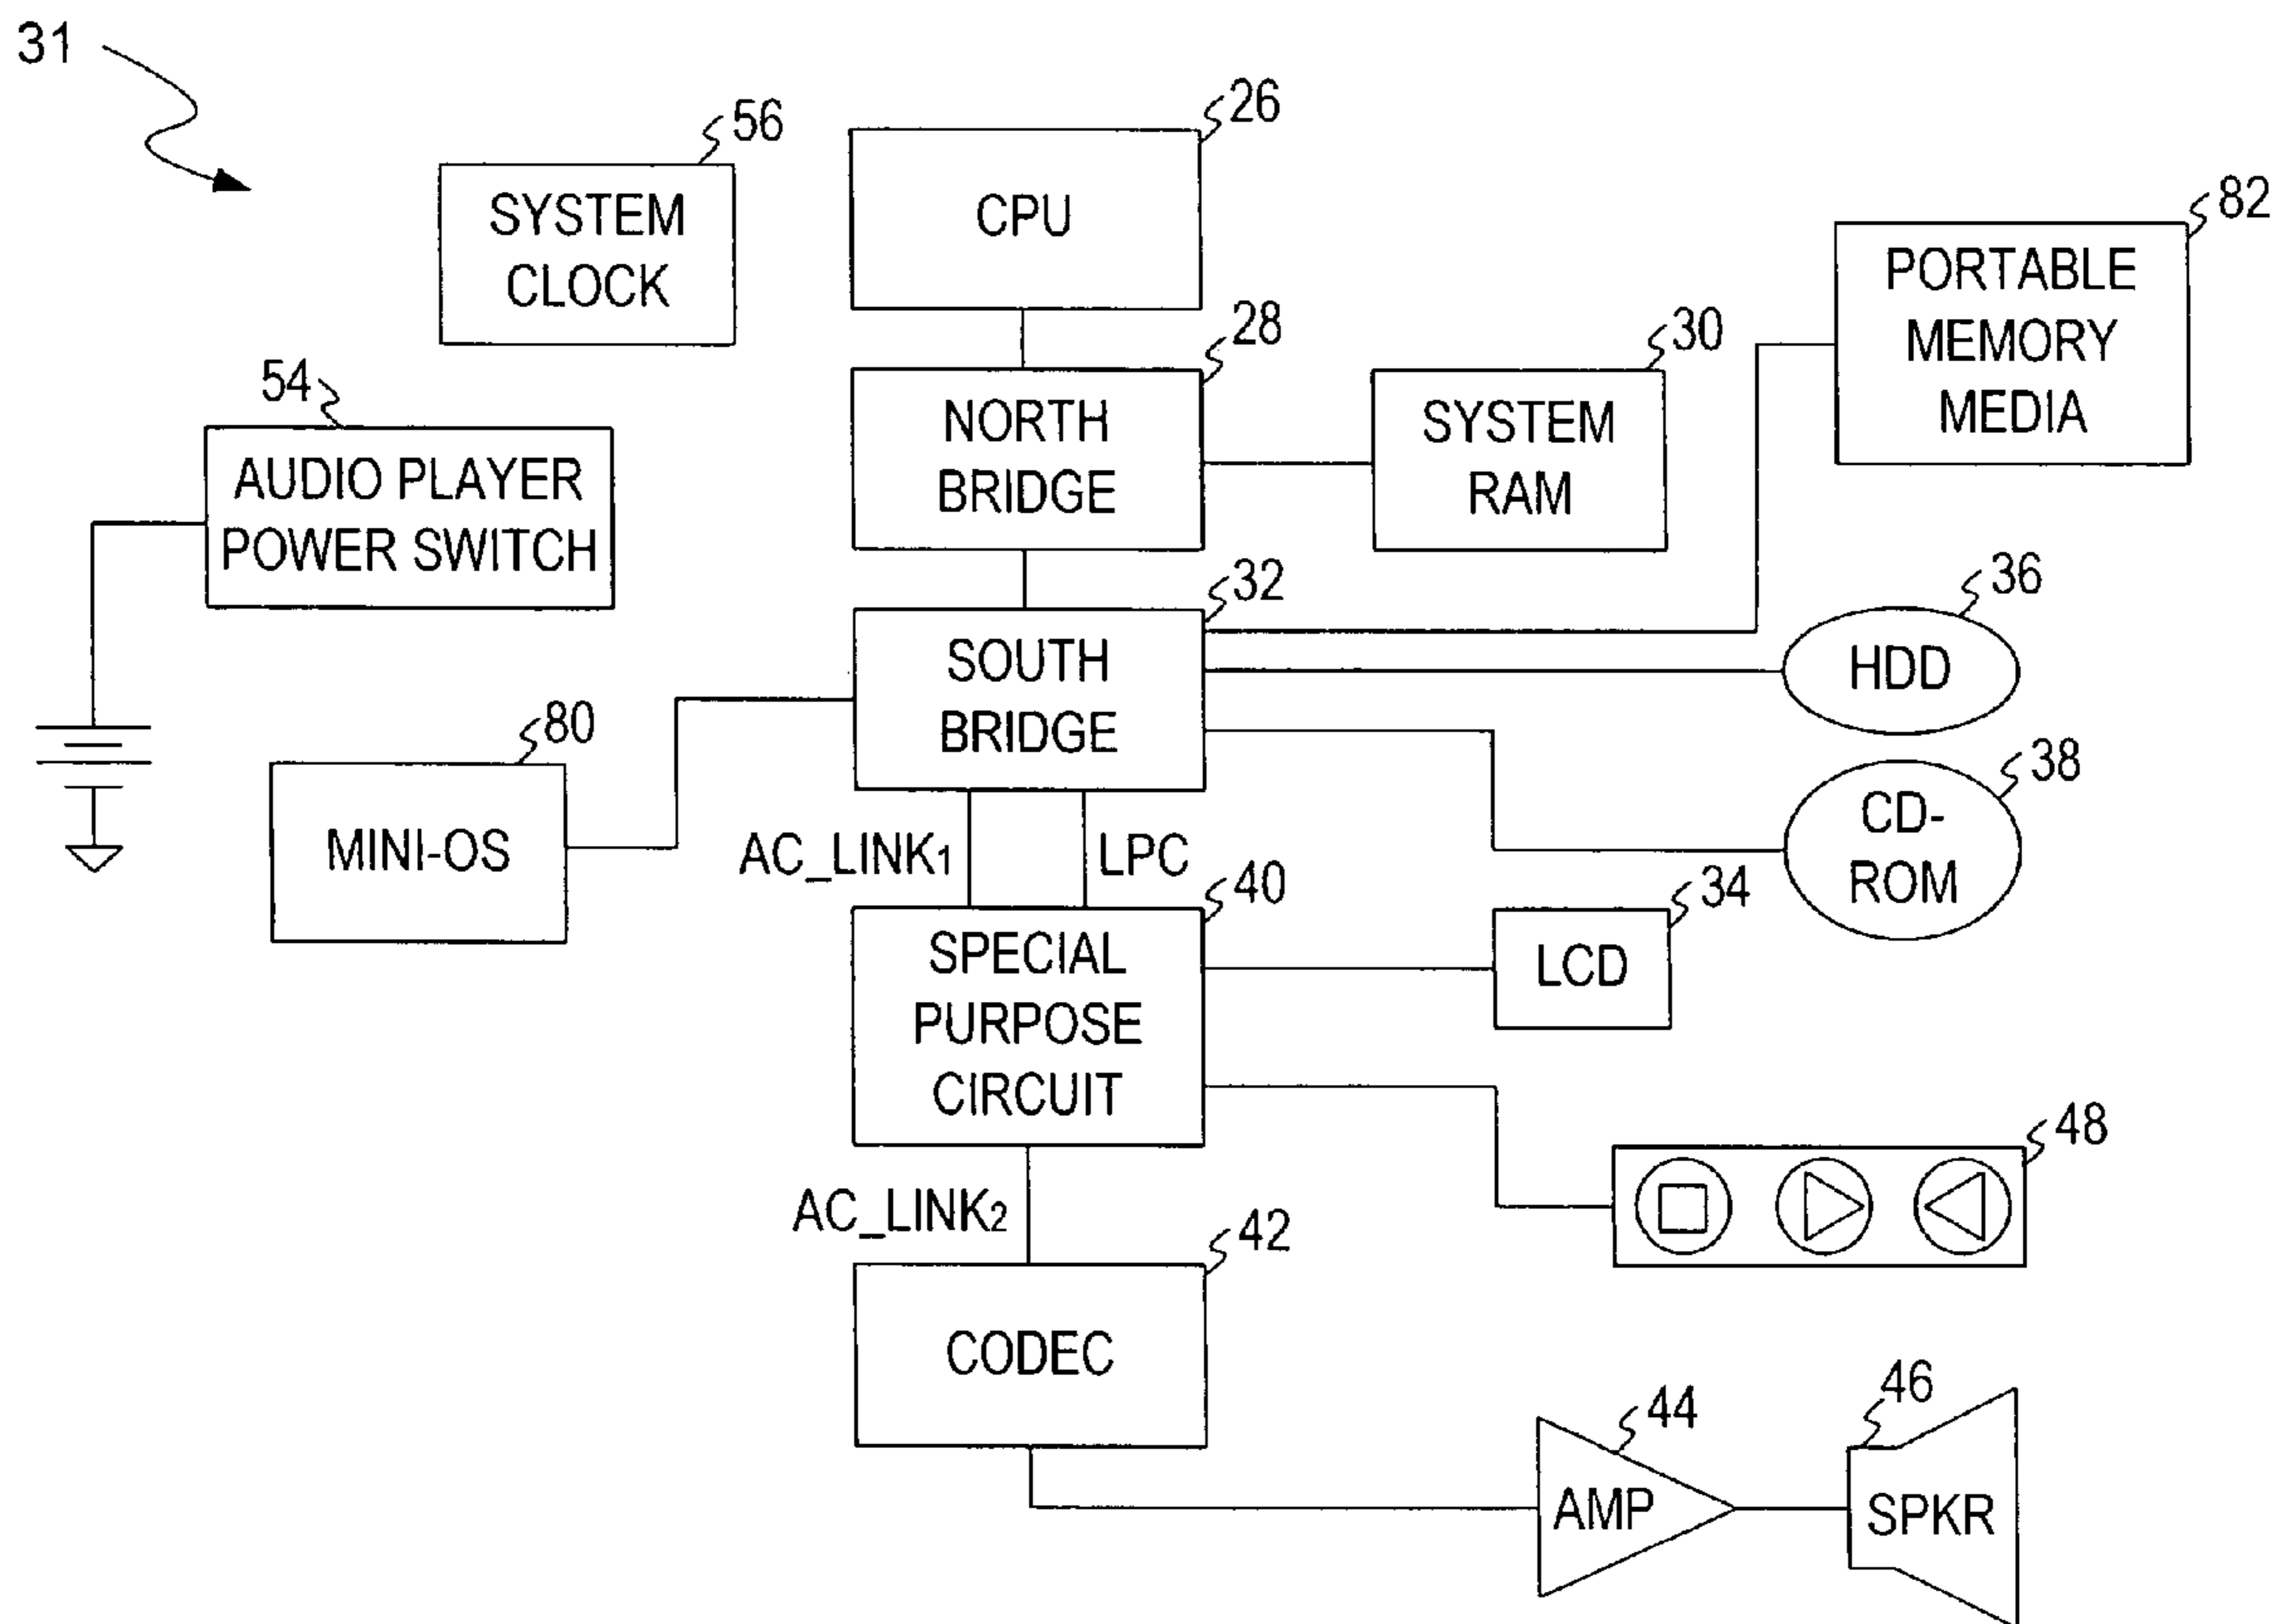 31
56
SYSTEM
CLOCK
26
CPU
82
PORTABLE
MEMORY
MEDIA
54
AUDIO PLAYER
POWER SWITCH
28
NORTH
BRIDGE
30
SYSTEM
RAM
32
SOUTH
BRIDGE
36
HDD
80
MINI-OS
38
CD-
ROM
AC_LINK1
LPC
40
SPECIAL
PURPOSE
CIRCUIT
34
LCD
48
AC_LINK2
42
CODEC
44
AMP
46
SPKR